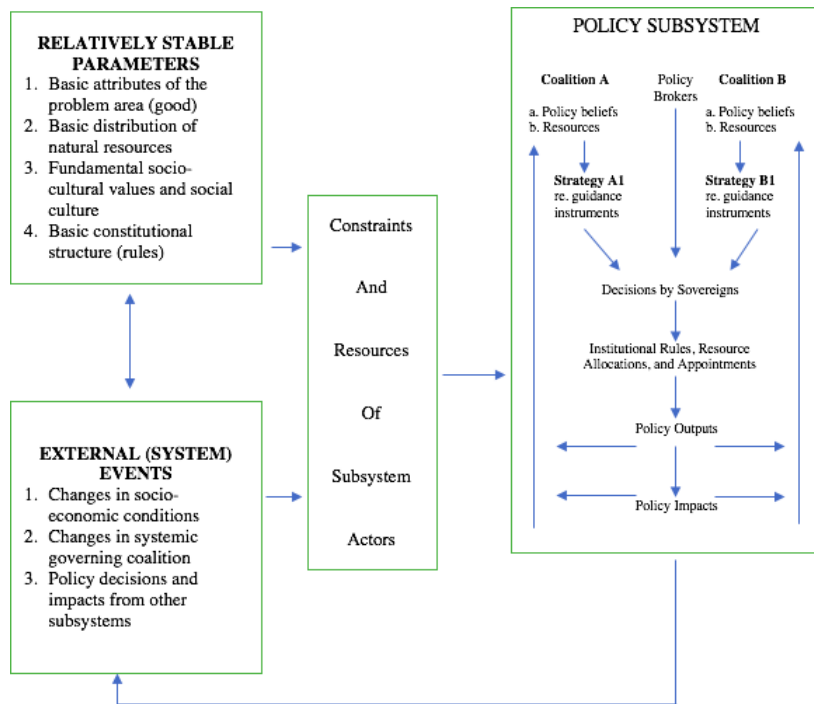 RELATIVELY STABLE
PARAMETERS
1. Basic attributes of the
problem area (good)
2. Basic distribution of
natural resources
3. Fundamental socio-
cultural values and social
culture
4. Basic constitutional
structure (rules)
EXTERNAL (SYSTEM)
EVENTS
1. Changes in socio-
economic conditions
2. Changes in systemic
governing coalition
3. Policy decisions and
impacts from other
subsystems
Constraints
And
Resources
Of
Subsystem
Actors
POLICY SUBSYSTEM
Coalition A
a. Policy beliefs
b. Resources
Strategy A1
re. guidance
instruments
Policy
Brokers
Coalition B
a. Policy beliefs
b. Resources
Strategy B1
re. guidance
instruments
Decisions by Sovereigns
Institutional Rules, Resource
Allocations, and Appointments
Policy Outputs
Policy Impacts